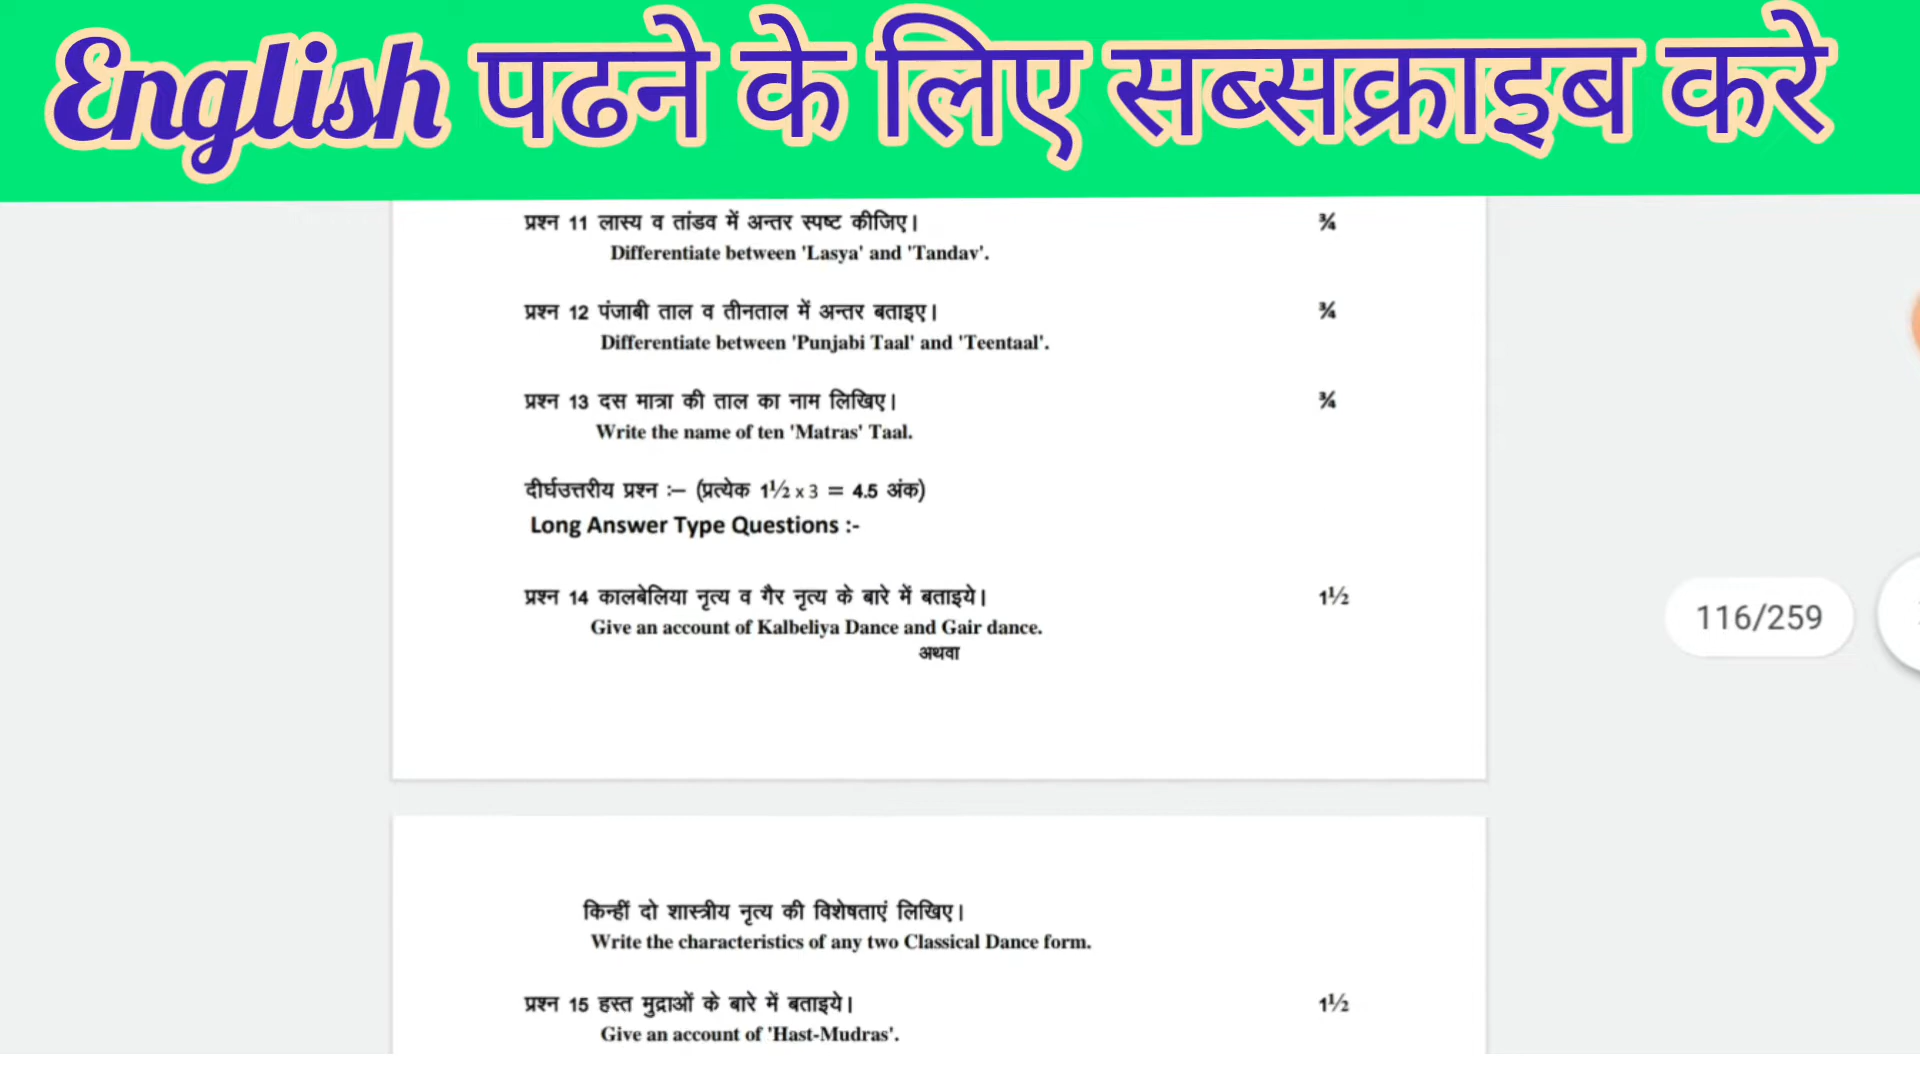 English पढने के लिए सब्सक्राइब करे
प्रश्न 11 लास्य व तांडव में अन्तर स्पष्ट कीजिए। ¾
Differentiate between 'Lasya' and 'Tandav'.
प्रश्न 12 पंजाबी ताल व तीनताल में अन्तर बताइए। ¾
Differentiate between 'Punjabi Taal' and 'Teentaal'.
प्रश्न 13 दस मात्रा की ताल का नाम लिखिए। ¾
Write the name of ten 'Matras' Taal.
दीर्घउत्तरीय प्रश्न :– (प्रत्येक 1½ x 3 = 4.5 अंक)
Long Answer Type Questions :-
प्रश्न 14 कालबेलिया नृत्य व गैर नृत्य के बारे में बताइये। 1½
Give an account of Kalbeliya Dance and Gair dance.
अथवा
116/259
किन्हीं दो शास्त्रीय नृत्य की विशेषताएं लिखिए।
Write the characteristics of any two Classical Dance form.
प्रश्न 15 हस्त मुद्राओं के बारे में बताइये। 1½
Give an account of 'Hast-Mudras'.